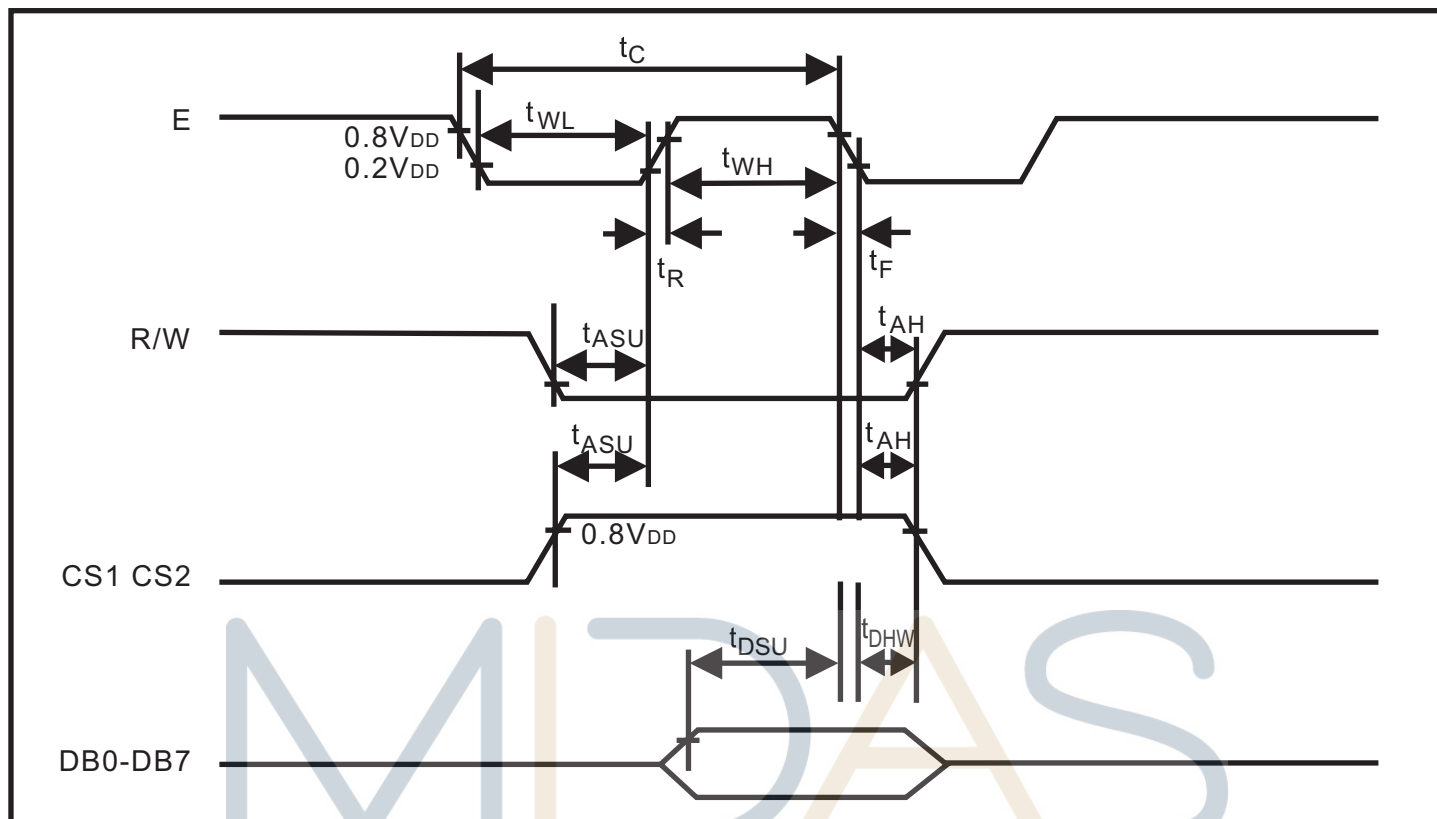 tC
E
tWL
0.8VDD
0.2VDD
tWH
tR
tF
R/W
tASU
tAH
tASU
tAH
0.8VDD
CS1 CS2
tDSU
tDHW
DB0-DB7
MIDAS